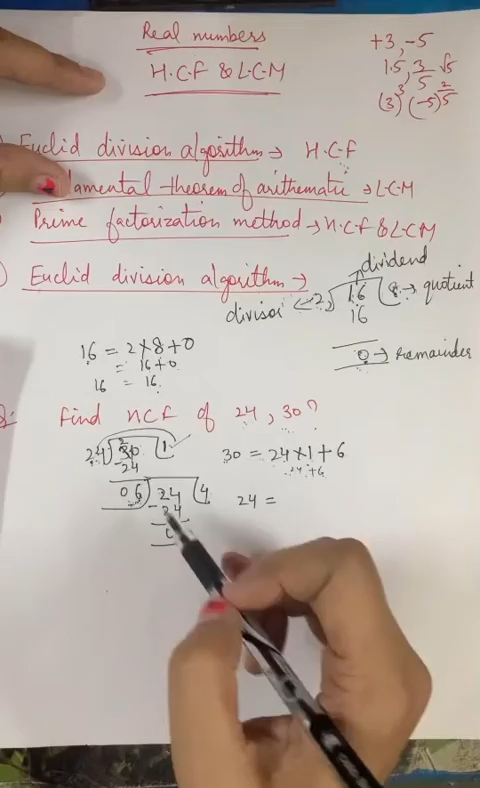 Real numbers
H.C.F & L.C.M
+3, -5
1.5, 3/5, √5
(3)³ (-5)^2/5
Euclid division algorithm → H.C.F
damental theorem of arithematic → L.C.M
Prime factorization method → H.C.F & L.C.M
Euclid division algorithm →
dividend
divisor ← 2) 16 ( 8 → quotient
16
0 → remainder
16 = 2×8+0
= 16+0
16 = 16
Find HCF of 24, 30?
24) 30 ( 1 ✓
-24
30 = 24×1+6
24+6
06) 24 ( 4
-24
0
24 =